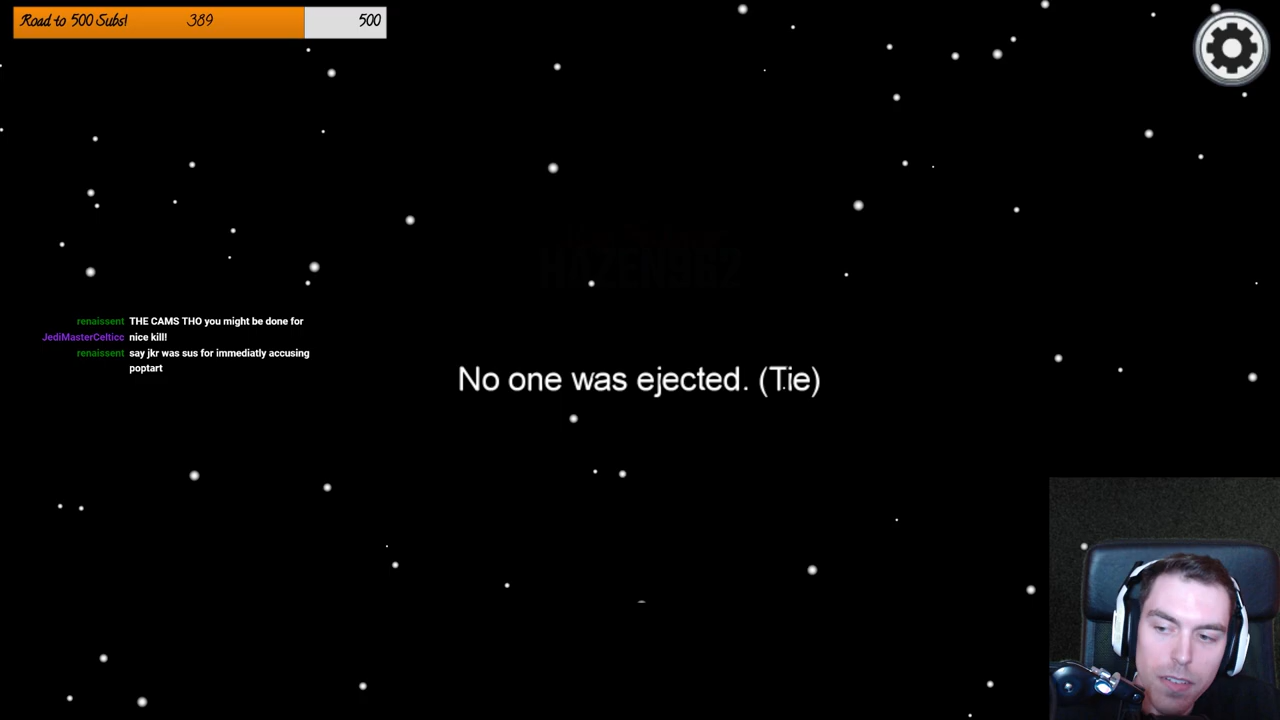 Road to 500 Subs! 389 500
HAZEN982
renaissent THE CAMS THO you might be done for
JediMasterCelticc nice kill!
renaissent say jkr was sus for immediatly accusing
poptart
No one was ejected. (Tie)